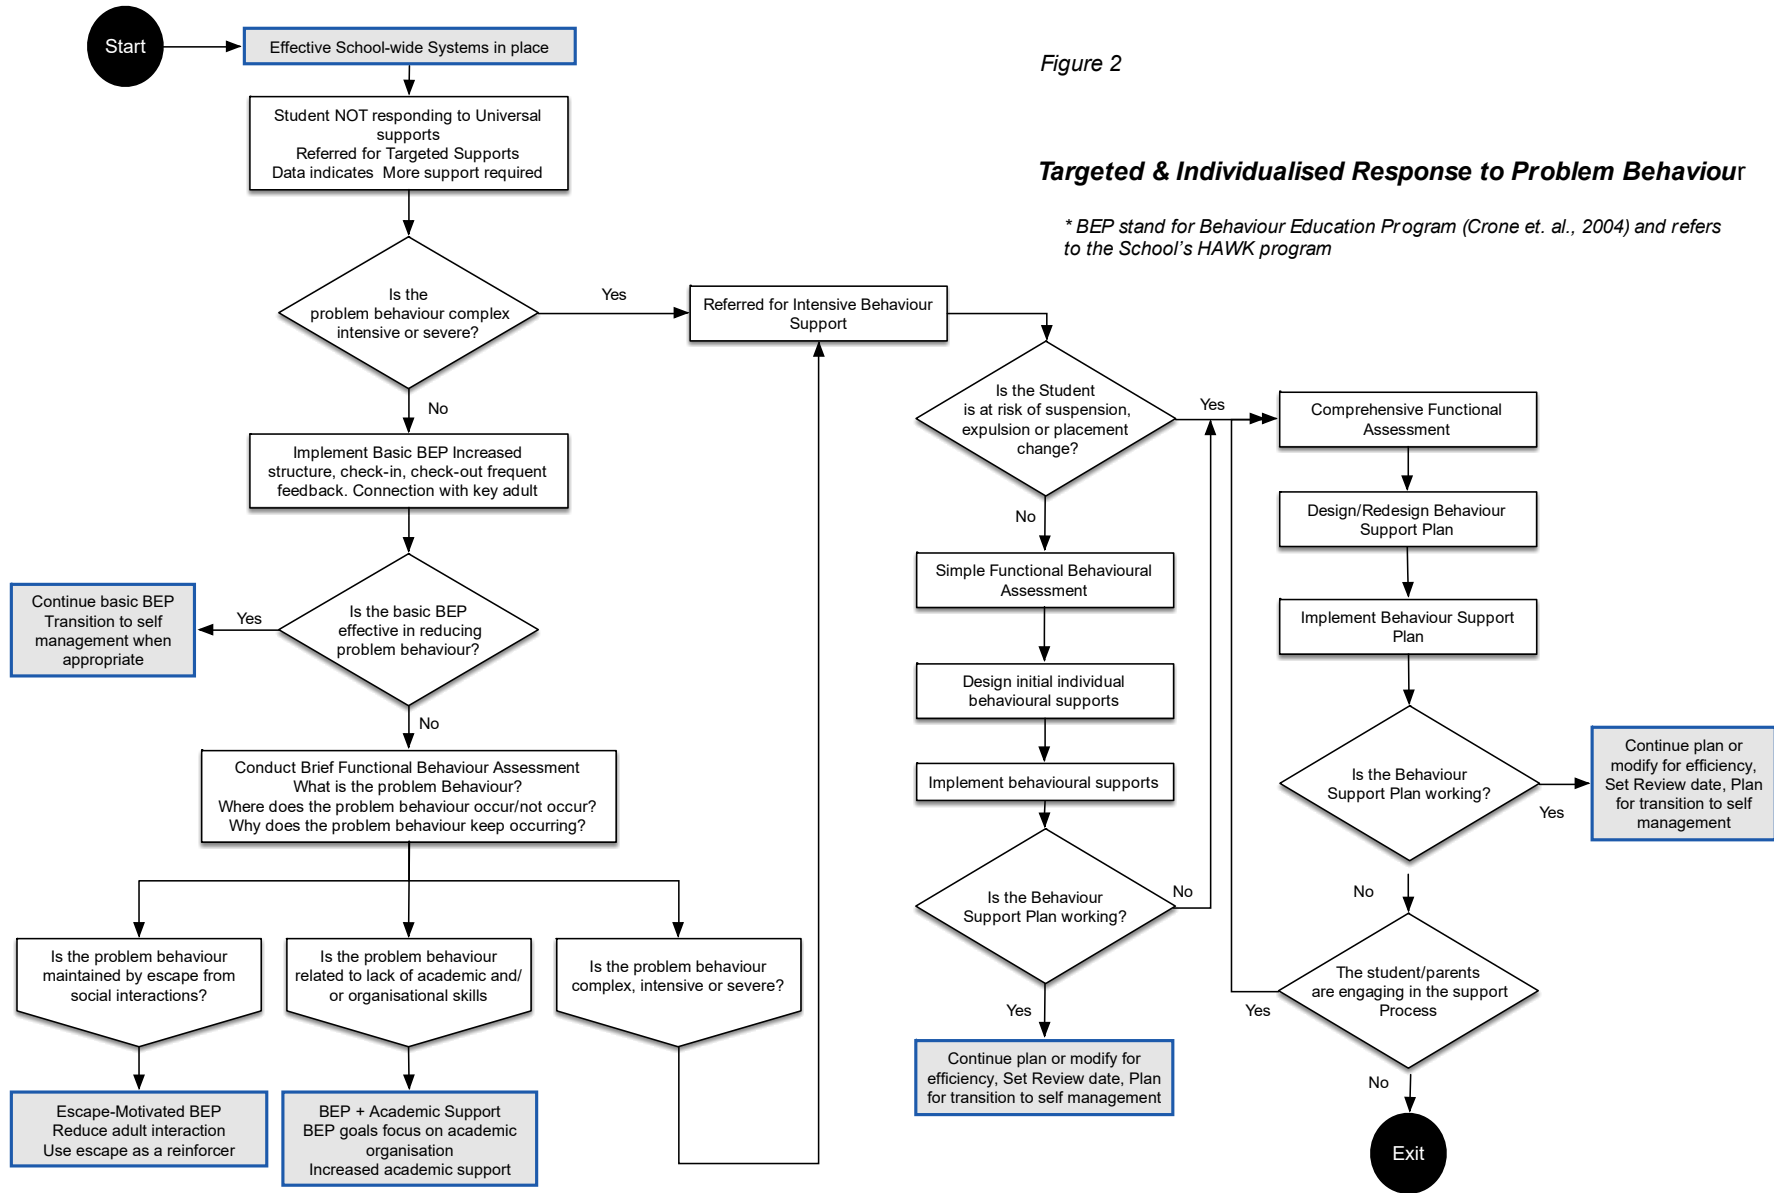 Start
Effective School-wide Systems in place
Figure 2
Student NOT responding to Universal
supports
Referred for Targeted Supports
Data indicates  More support required
Targeted & Individualised Response to Problem Behaviour
* BEP stand for Behaviour Education Program (Crone et. al., 2004) and refers
to the School's HAWK program
Is the
problem behaviour complex
intensive or severe?
Yes
Referred for Intensive Behaviour
Support
No
Implement Basic BEP Increased
structure, check-in, check-out frequent
feedback. Connection with key adult
Is the basic BEP
effective in reducing
problem behaviour?
Yes
Continue basic BEP
Transition to self
management when
appropriate
No
Conduct Brief Functional Behaviour Assessment
What is the problem Behaviour?
Where does the problem behaviour occur/not occur?
Why does the problem behaviour keep occurring?
Is the problem behaviour
maintained by escape from
social interactions?
Is the problem behaviour
related to lack of academic and/
or organisational skills
Is the problem behaviour
complex, intensive or severe?
Escape-Motivated BEP
Reduce adult interaction
Use escape as a reinforcer
BEP + Academic Support
BEP goals focus on academic
organisation
Increased academic support
Is the Student
is at risk of suspension,
expulsion or placement
change?
Yes
No
Simple Functional Behavioural
Assessment
Design initial individual
behavioural supports
Implement behavioural supports
Is the Behaviour
Support Plan working?
No
Yes
Continue plan or modify for
efficiency, Set Review date, Plan
for transition to self management
Comprehensive Functional
Assessment
Design/Redesign Behaviour
Support Plan
Implement Behaviour Support
Plan
Is the Behaviour
Support Plan working?
Yes
Continue plan or
modify for efficiency,
Set Review date, Plan
for transition to self
management
No
The student/parents
are engaging in the support
Process
Yes
No
Exit